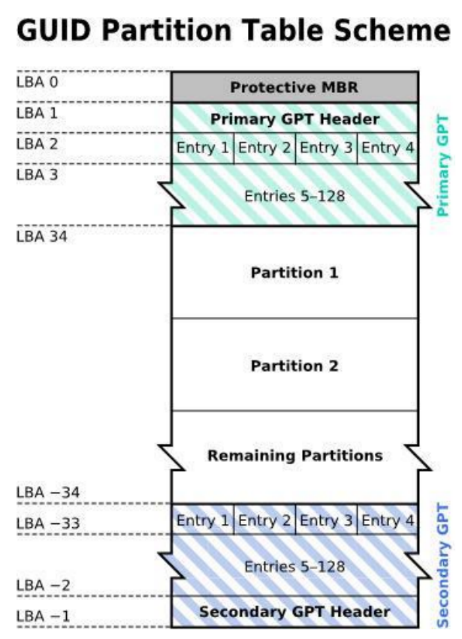 GUID Partition Table Scheme
LBA 0
Protective MBR
LBA 1
Primary GPT Header
LBA 2
Entry 1 Entry 2 Entry 3 Entry 4
LBA 3
Entries 5–128
Primary GPT
LBA 34
Partition 1
Partition 2
Remaining Partitions
LBA −34
LBA −33
Entry 1 Entry 2 Entry 3 Entry 4
Entries 5–128
LBA −2
LBA −1
Secondary GPT Header
Secondary GPT